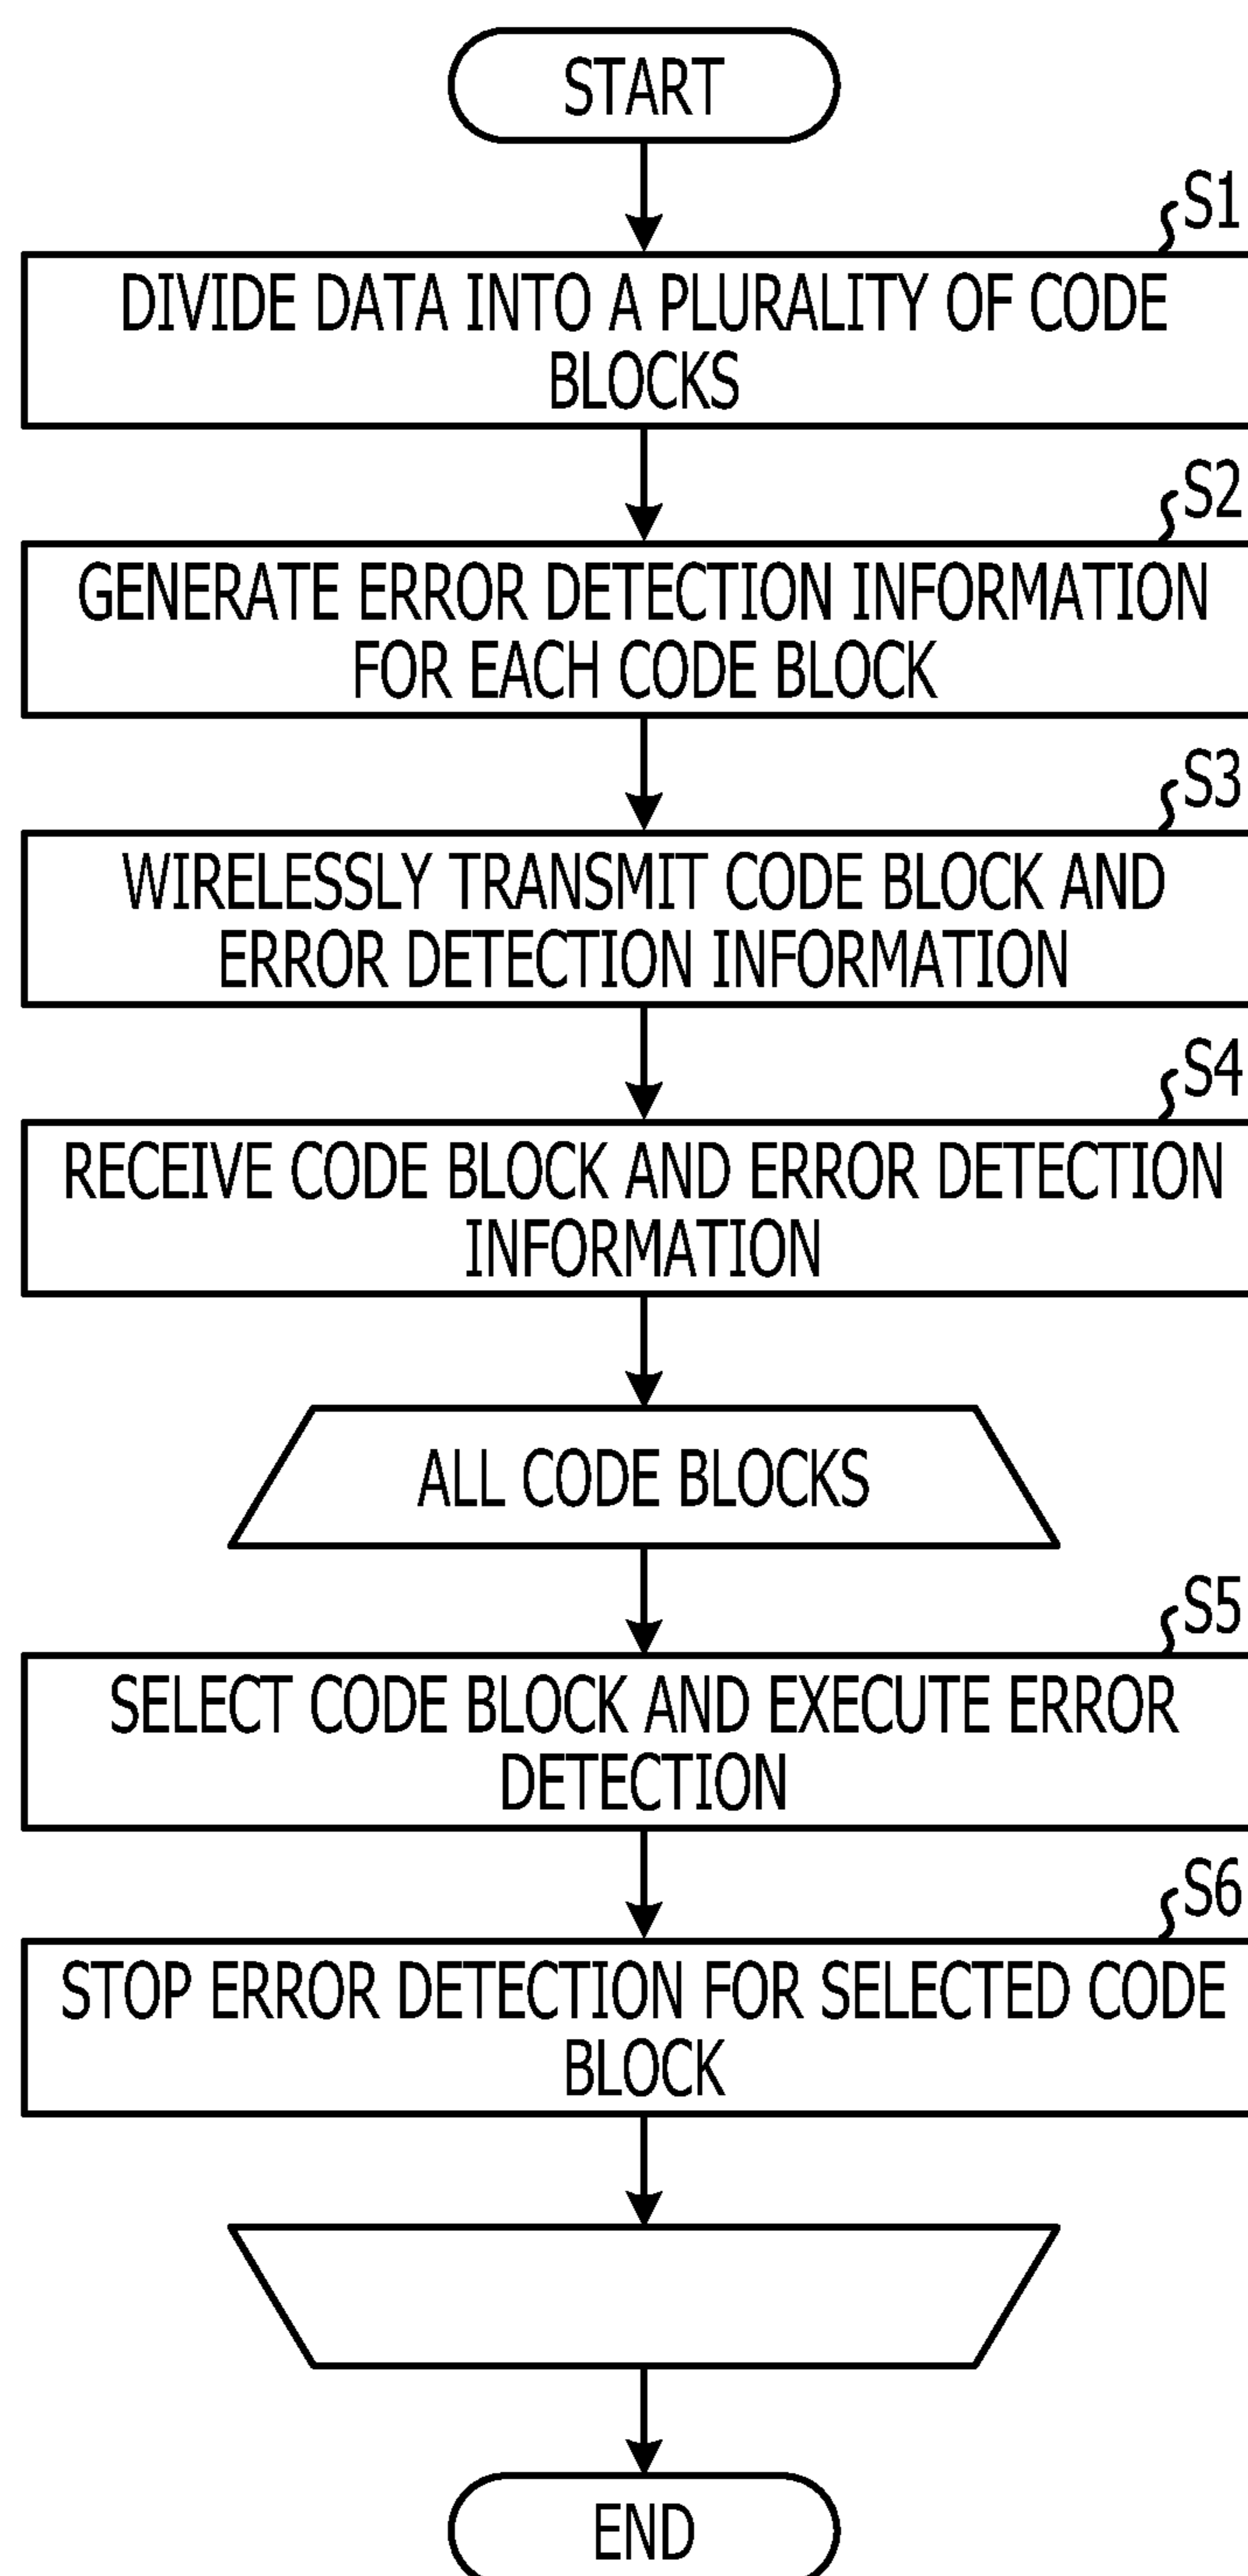 START
S1
DIVIDE DATA INTO A PLURALITY OF CODE
BLOCKS
S2
GENERATE ERROR DETECTION INFORMATION
FOR EACH CODE BLOCK
S3
WIRELESSLY TRANSMIT CODE BLOCK AND
ERROR DETECTION INFORMATION
S4
RECEIVE CODE BLOCK AND ERROR DETECTION
INFORMATION
ALL CODE BLOCKS
S5
SELECT CODE BLOCK AND EXECUTE ERROR
DETECTION
S6
STOP ERROR DETECTION FOR SELECTED CODE
BLOCK
END